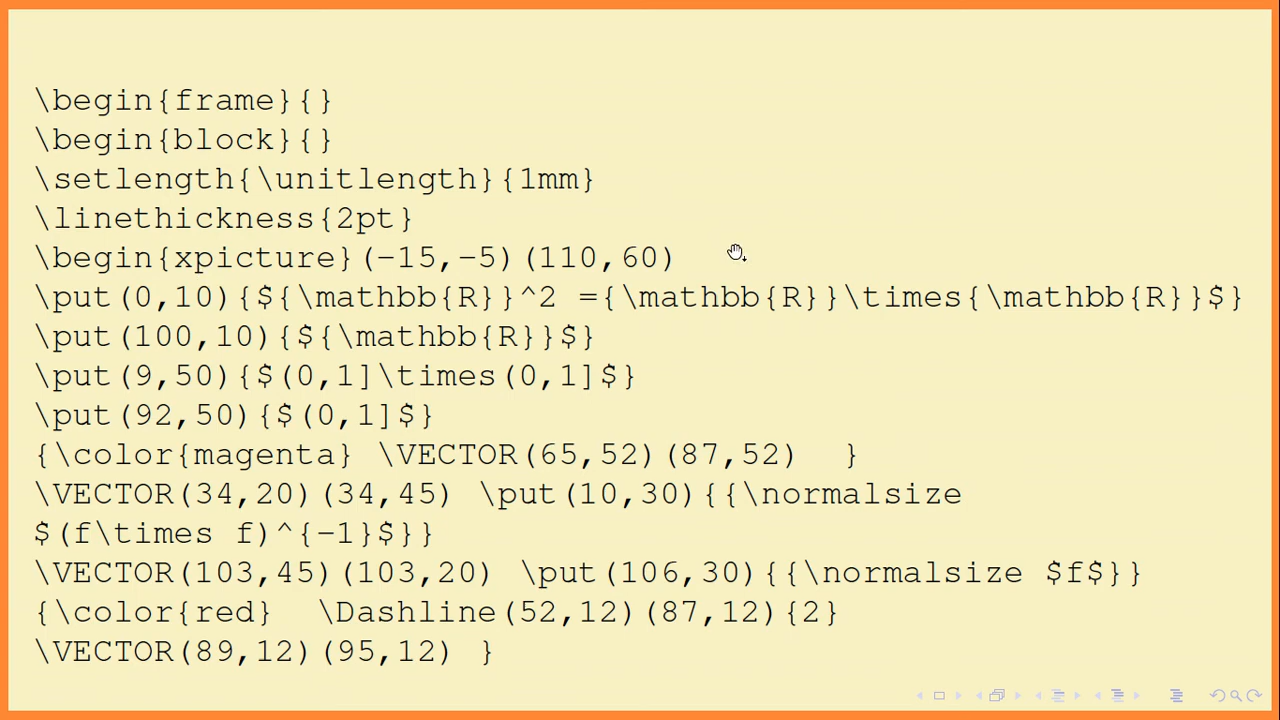 \begin{frame}{}
\begin{block}{}
\setlength{\unitlength}{1mm}
\linethickness{2pt}
\begin{xpicture}(-15,-5)(110,60)
\put(0,10){${\mathbb{R}}^2 ={\mathbb{R}}\times{\mathbb{R}}$}
\put(100,10){${\mathbb{R}}$}
\put(9,50){$(0,1]\times(0,1]$}
\put(92,50){$(0,1]$}
{\color{magenta} \VECTOR(65,52)(87,52)  }
\VECTOR(34,20)(34,45) \put(10,30){{\normalsize
$(f\times f)^{-1}$}}
\VECTOR(103,45)(103,20) \put(106,30){{\normalsize $f$}}
{\color{red}  \Dashline(52,12)(87,12){2}
\VECTOR(89,12)(95,12) }